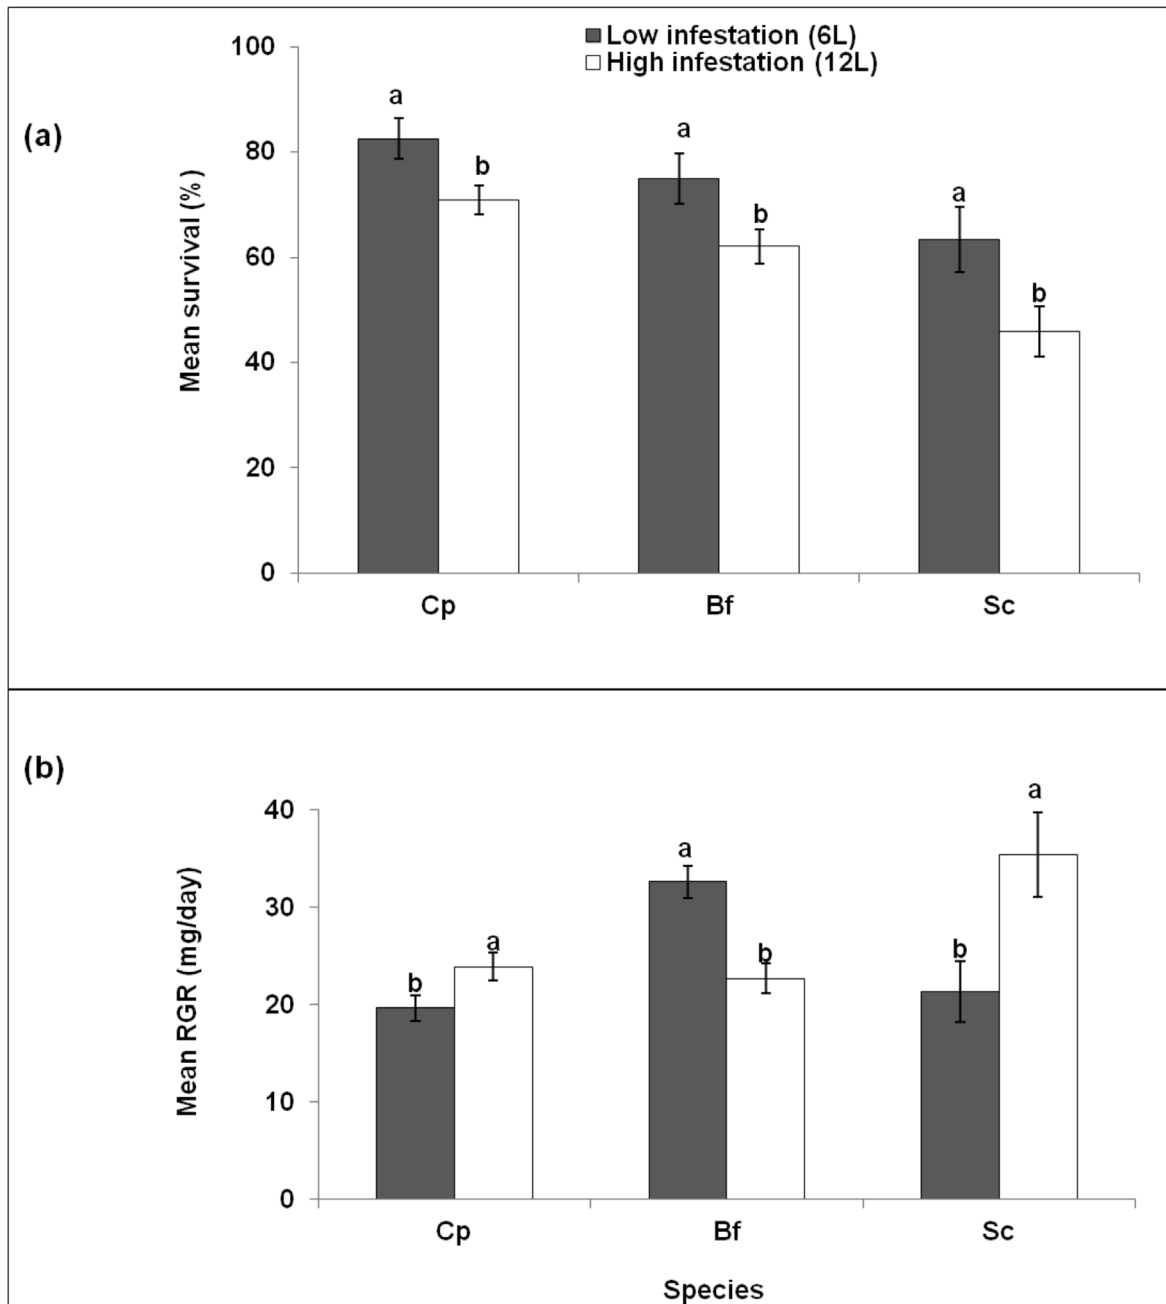 (a)
Low infestation (6L)
High infestation (12L)
Mean survival (%)
100
80
60
40
20
0
a
b
a
b
a
b
Cp
Bf
Sc
(b)
Mean RGR (mg/day)
40
30
20
10
0
b
a
a
b
b
a
Cp
Bf
Sc
Species